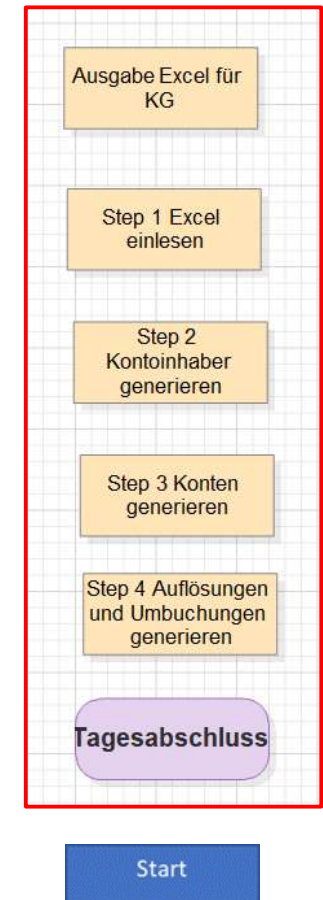 Ausgabe Excel für
KG
Step 1 Excel
einlesen
Step 2
Kontoinhaber
generieren
Step 3 Konten
generieren
Step 4 Auflösungen
und Umbuchungen
generieren
Tagesabschluss
Start